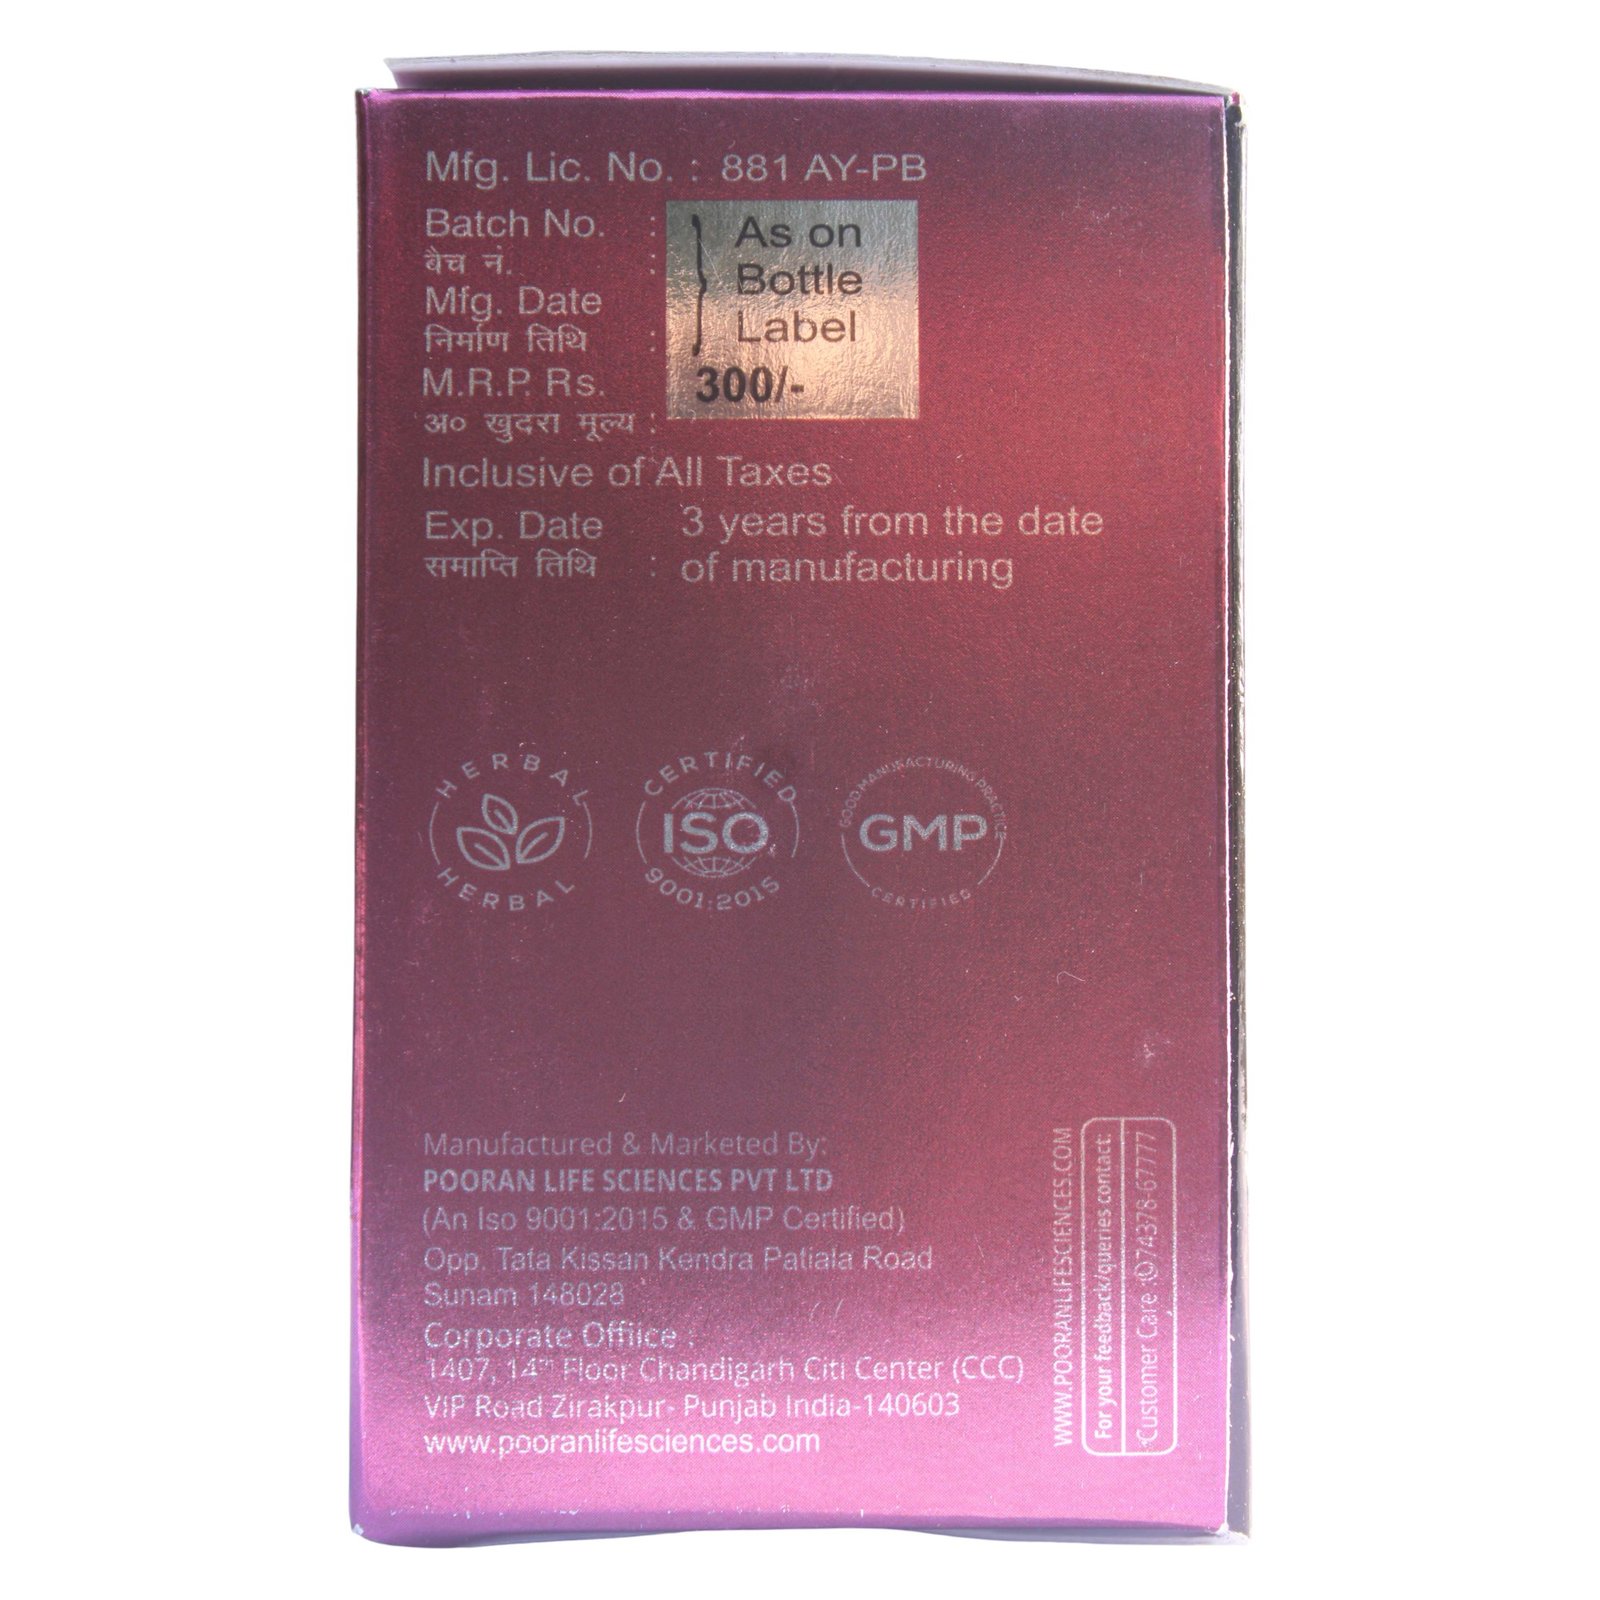 Mfg. Lic. No. : 881 AY-PB
Batch No. :
बैच नं. :
Mfg. Date
निर्माण तिथि :
As on
Bottle
Label
M.R.P. Rs. 300/-
अ० खुदरा मूल्य :
Inclusive of All Taxes
Exp. Date 3 years from the date
समाप्ति तिथि : of manufacturing
HERBAL
HERBAL
CERTIFIED
ISO
9001:2015
GOOD MANUFACTURING PRACTICE
GMP
CERTIFIED
Manufactured & Marketed By:
POORAN LIFE SCIENCES PVT LTD
(An Iso 9001:2015 & GMP Certified)
Opp. Tata Kissan Kendra Patiala Road
Sunam 148028
Corporate Offiice :
1407, 14th Floor Chandigarh Citi Center (CCC)
VIP Road Zirakpur- Punjab India-140603
www.pooranlifesciences.com
WWW.POORANLIFESCIENCES.COM
For your feedback/queries contact:
Customer Care : 974378-67777